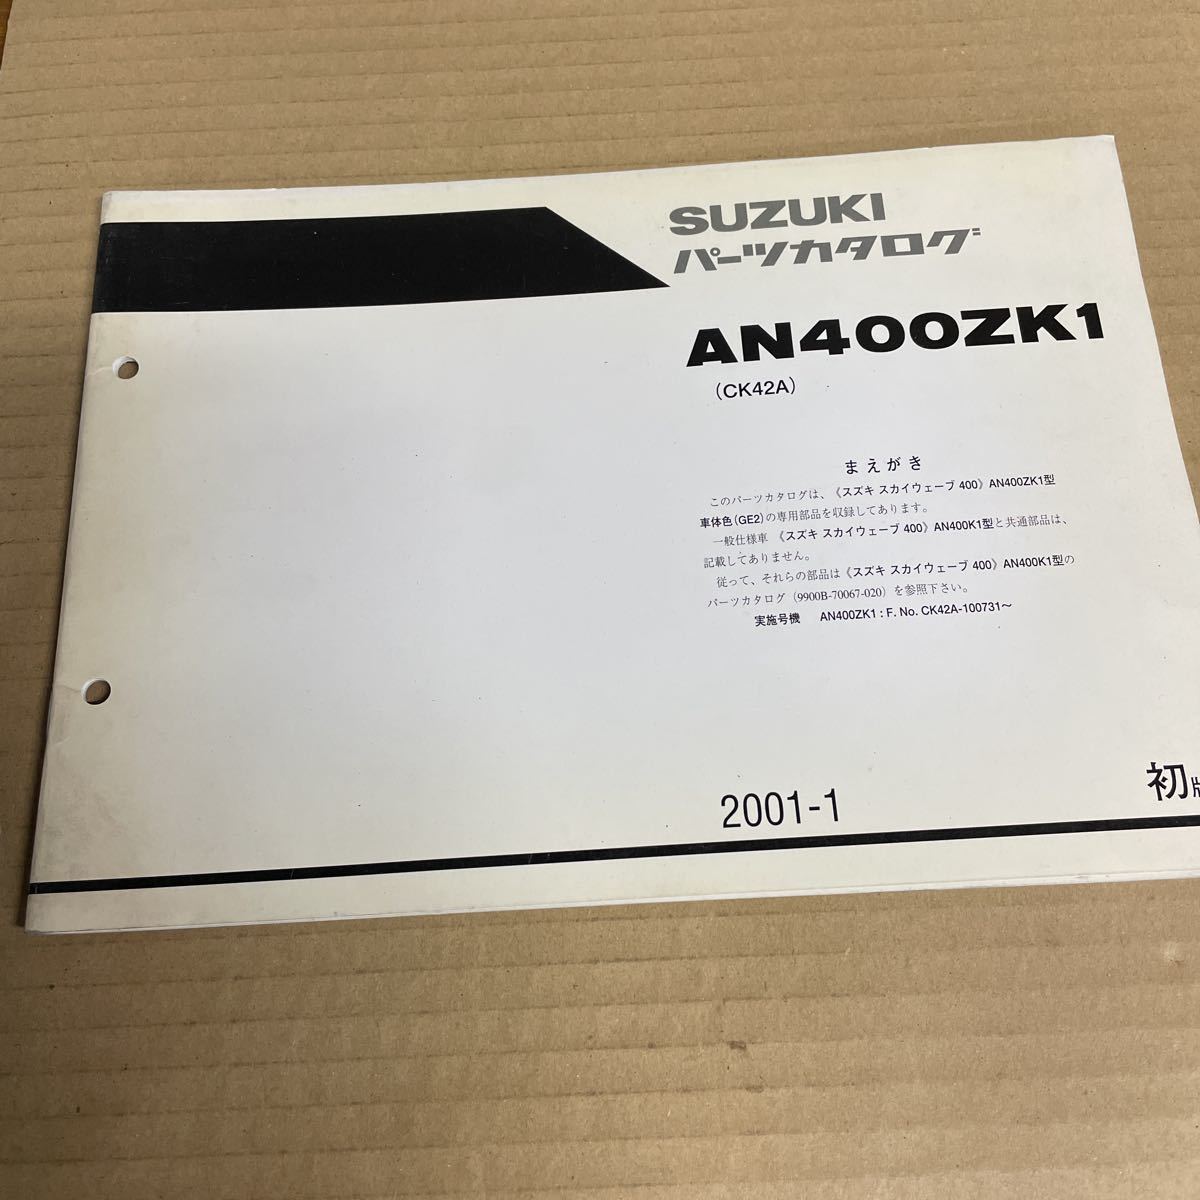 SUZUKI
パーツカタログ
AN400ZK1
(CK42A)
まえがき
このパーツカタログは、《スズキ スカイウェーブ 400》AN400ZK1型
車体色(GE2)の専用部品を収録してあります。
一般仕様車 《スズキ スカイウェーブ 400》AN400K1型と共通部品は、
記載してありません。
従って、それらの部品は《スズキ スカイウェーブ 400》AN400K1型の
パーツカタログ（9900B-70067-020）を参照下さい。
実施号機 AN400ZK1 : F. No. CK42A-100731〜
2001-1
初版